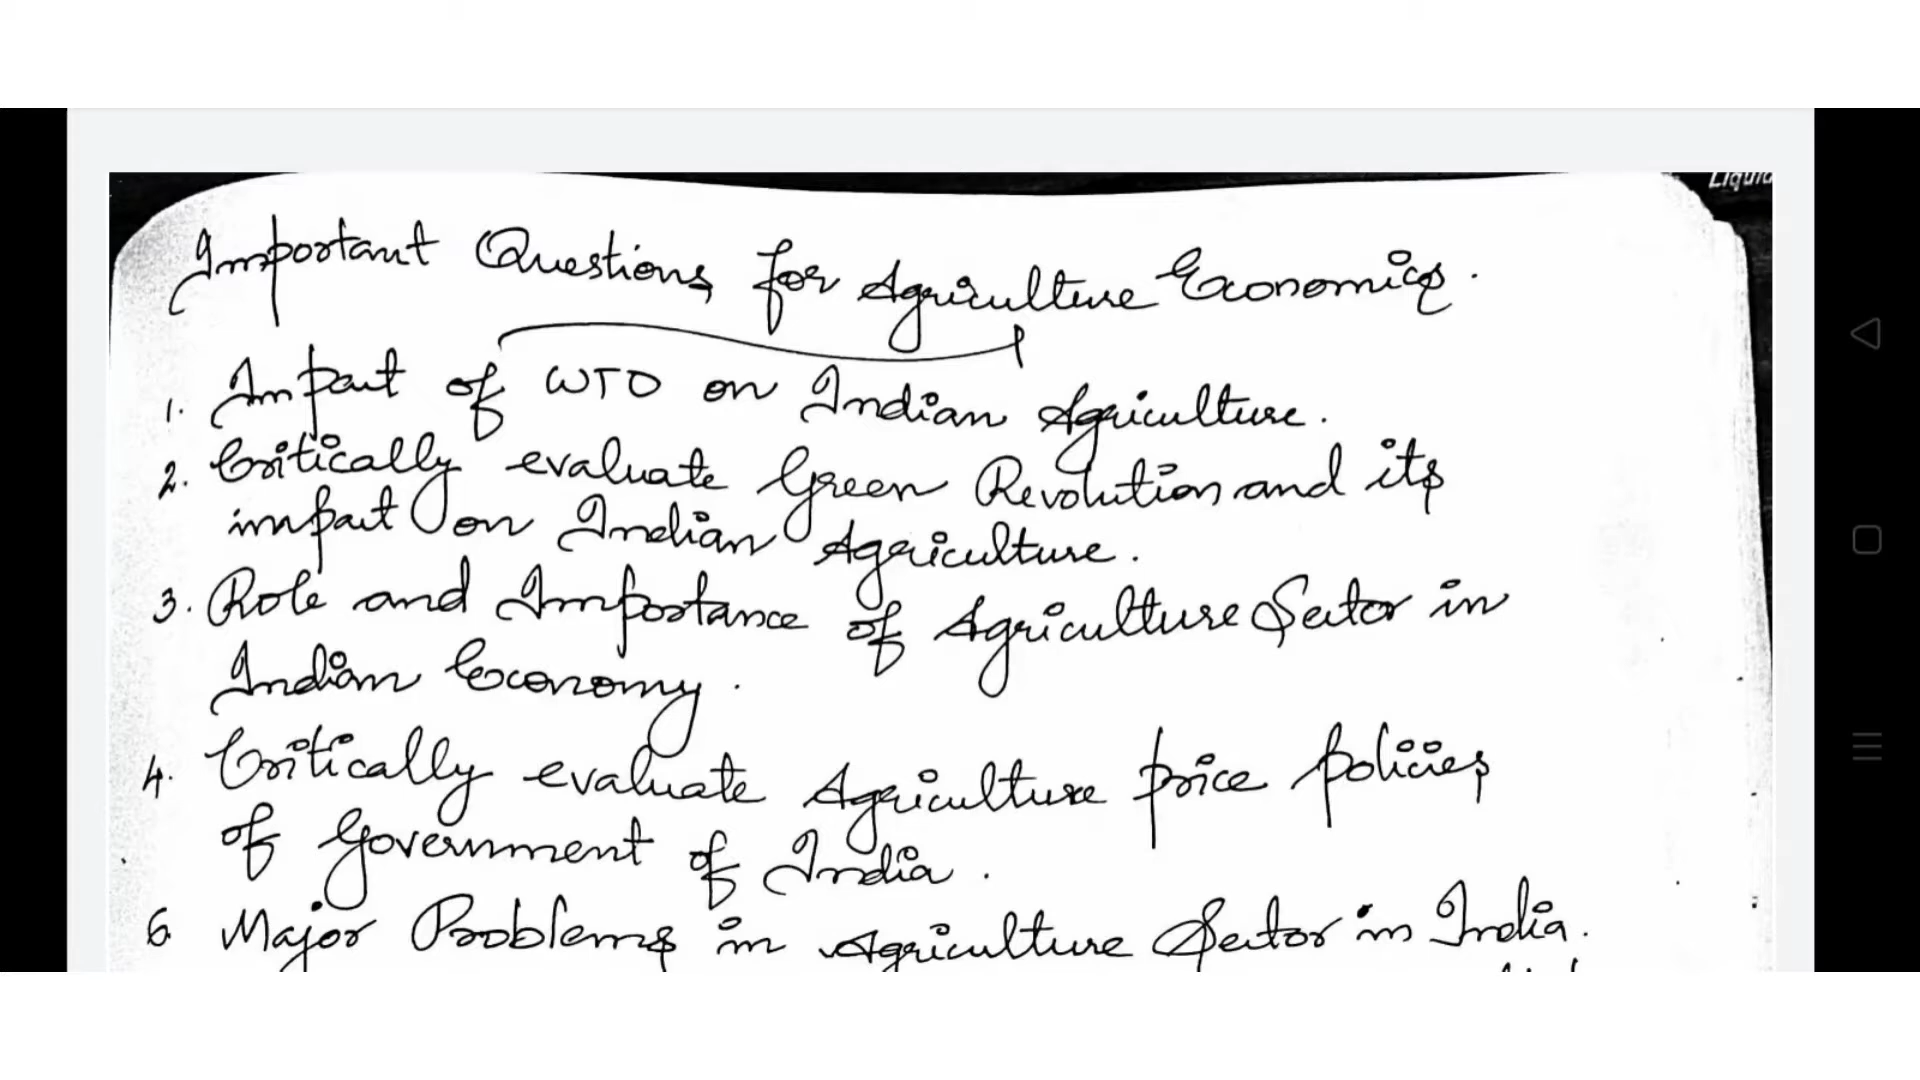 Liquid
Important Questions for Agriculture Economics.
1. Impact of WTO on Indian Agriculture.
2. Critically evaluate Green Revolution and its
impact on Indian Agriculture.
3. Role and Importance of Agriculture Sector in
Indian Economy.
4. Critically evaluate Agriculture price policies
of Government of India.
6 Major Problems in Agriculture Sector in India.